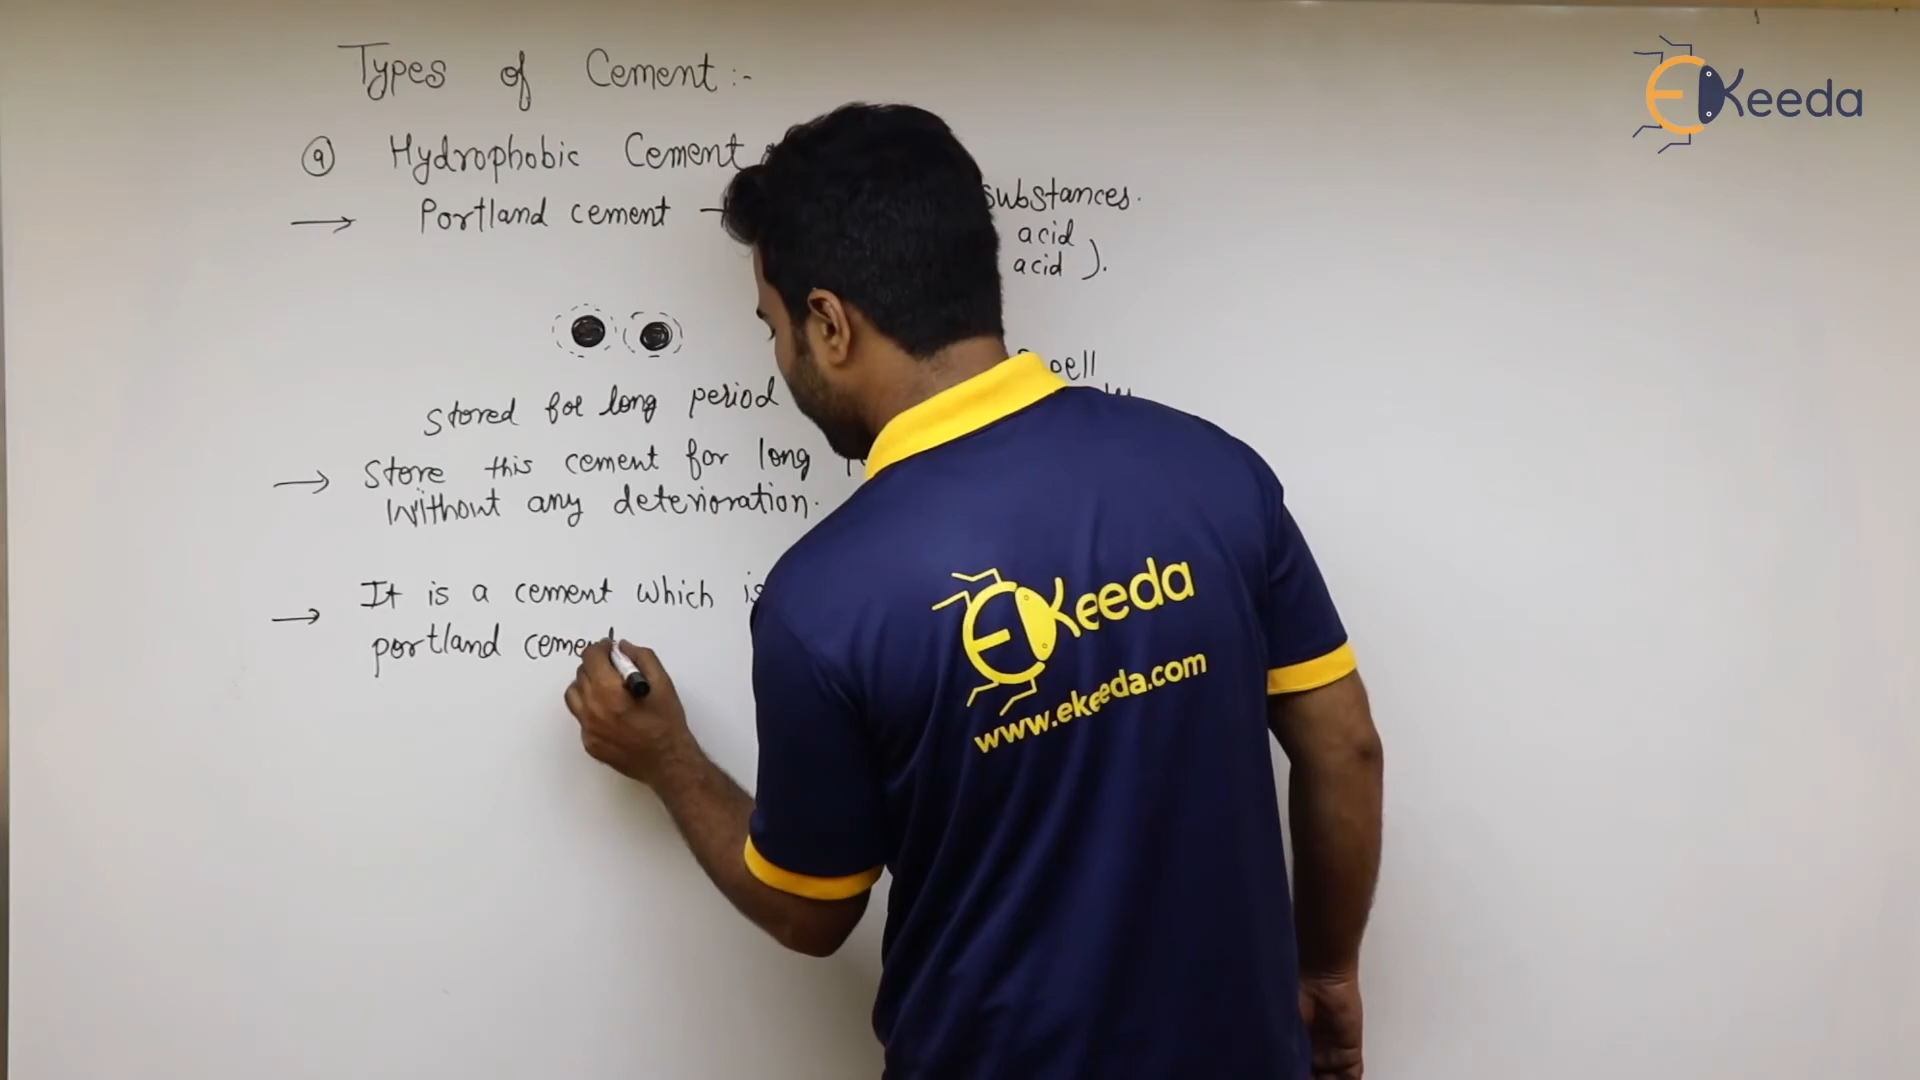 Types of Cement :-
EKeeda
(a) Hydrophobic Cement
→ Portland cement → substances.
acid
acid ).
Stored for long period
→ Store this cement for long
Without any deterioration.
→ It is a cement which is
portland cement
EKeeda
www.ekeeda.com